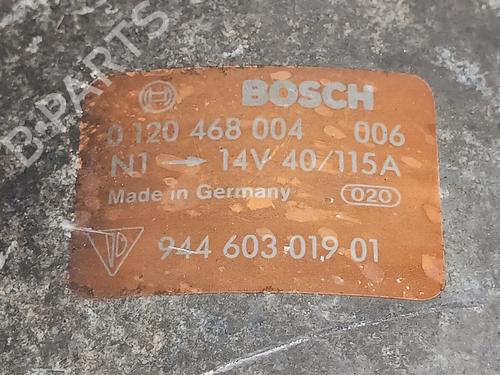 B-PARTS
BOSCH
0 120 468 004 006
N1 → 14V 40/115A
Made in Germany 020
944 603 019 01